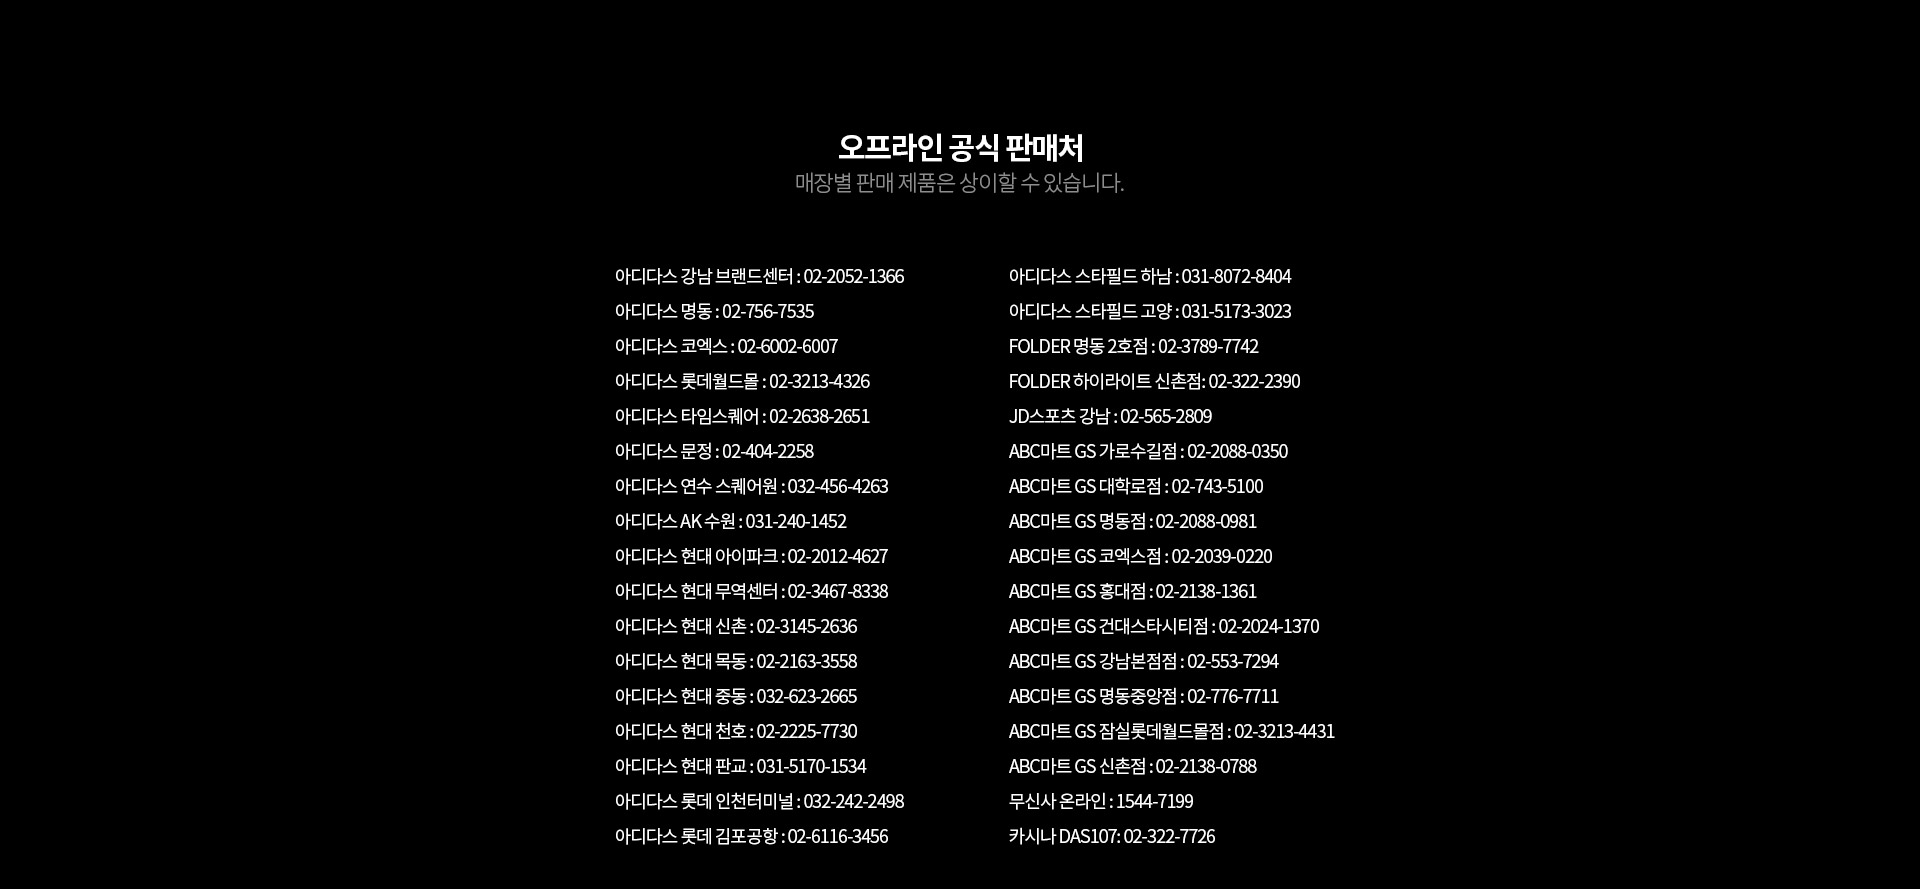 오프라인 공식 판매처
매장별 판매 제품은 상이할 수 있습니다.
아디다스 강남 브랜드센터 : 02-2052-1366
아디다스 명동 : 02-756-7535
아디다스 코엑스 : 02-6002-6007
아디다스 롯데월드몰 : 02-3213-4326
아디다스 타임스퀘어 : 02-2638-2651
아디다스 문정 : 02-404-2258
아디다스 연수 스퀘어원 : 032-456-4263
아디다스 AK 수원 : 031-240-1452
아디다스 현대 아이파크 : 02-2012-4627
아디다스 현대 무역센터 : 02-3467-8338
아디다스 현대 신촌 : 02-3145-2636
아디다스 현대 목동 : 02-2163-3558
아디다스 현대 중동 : 032-623-2665
아디다스 현대 천호 : 02-2225-7730
아디다스 현대 판교 : 031-5170-1534
아디다스 롯데 인천터미널 : 032-242-2498
아디다스 롯데 김포공항 : 02-6116-3456
아디다스 스타필드 하남 : 031-8072-8404
아디다스 스타필드 고양 : 031-5173-3023
FOLDER 명동 2호점 : 02-3789-7742
FOLDER 하이라이트 신촌점: 02-322-2390
JD스포츠 강남 : 02-565-2809
ABC마트 GS 가로수길점 : 02-2088-0350
ABC마트 GS 대학로점 : 02-743-5100
ABC마트 GS 명동점 : 02-2088-0981
ABC마트 GS 코엑스점 : 02-2039-0220
ABC마트 GS 홍대점 : 02-2138-1361
ABC마트 GS 건대스타시티점 : 02-2024-1370
ABC마트 GS 강남본점점 : 02-553-7294
ABC마트 GS 명동중앙점 : 02-776-7711
ABC마트 GS 잠실롯데월드몰점 : 02-3213-4431
ABC마트 GS 신촌점 : 02-2138-0788
무신사 온라인 : 1544-7199
카시나 DAS107: 02-322-7726